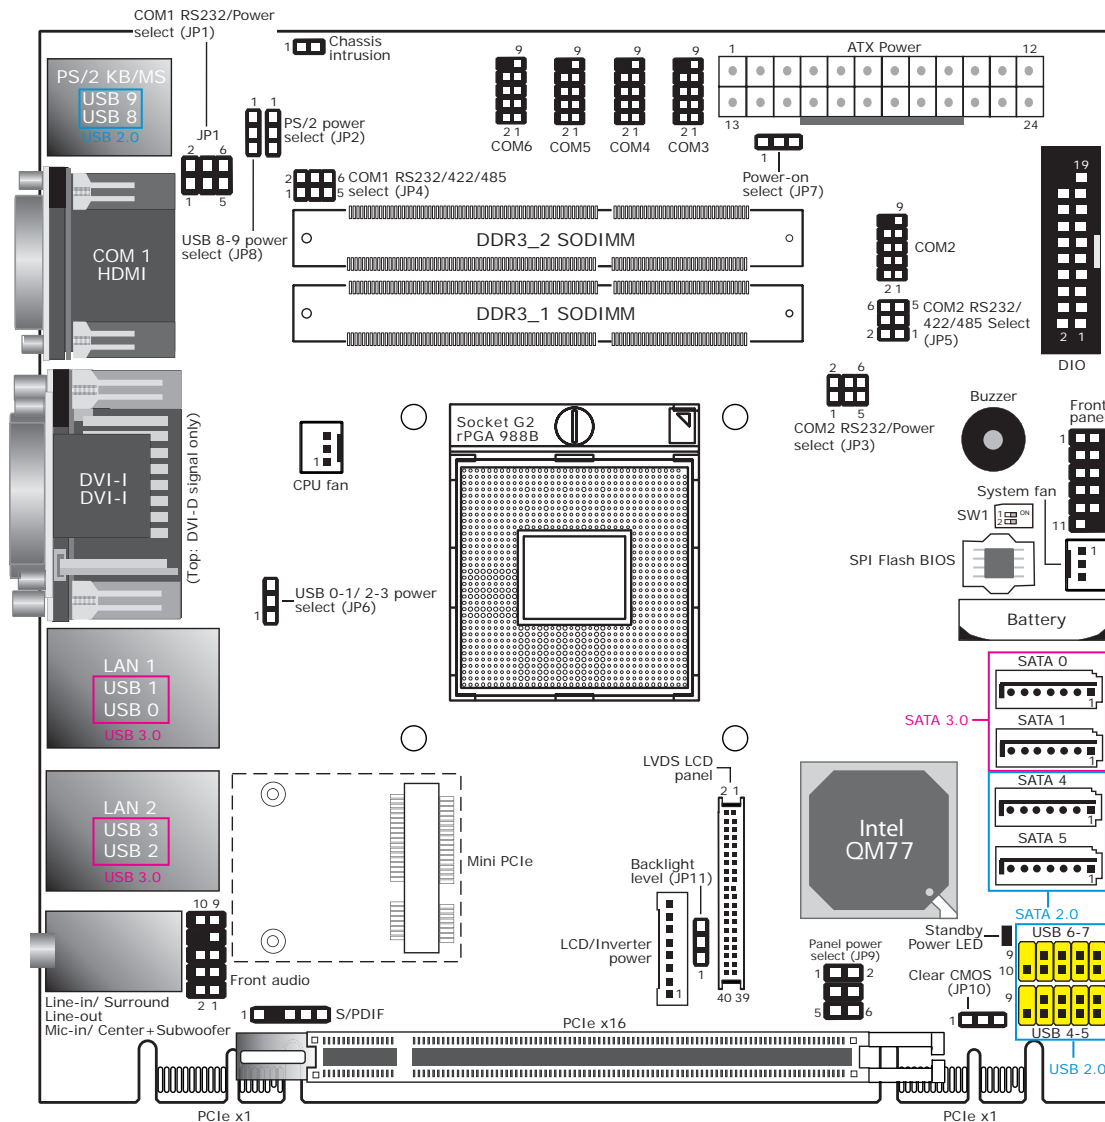 COM1 RS232/Power
select (JP1)
1
Chassis
intrusion
PS/2 KB/MS
USB 9
USB 8
USB 2.0
JP1
2 6
1 5
1 1
PS/2 power
select (JP2)
USB 8-9 power
select (JP8)
2 6
1 5
COM1 RS232/422/485
select (JP4)
9
2 1
COM6
9
2 1
COM5
9
2 1
COM4
9
2 1
COM3
1 ATX Power 12
13 24
1
Power-on
select (JP7)
19
2 1
DIO
COM 1
HDMI
DDR3_2 SODIMM
DDR3_1 SODIMM
9
COM2
2 1
6 5
2 1
COM2 RS232/
422/485 Select
(JP5)
2 6
1 5
COM2 RS232/Power
select (JP3)
Buzzer
Front
panel
1
11
System fan
1
SW1
1 ON
2
SPI Flash BIOS
Battery
DVI-I
DVI-I
(Top: DVI-D signal only)
1
CPU fan
Socket G2
rPGA 988B
1
USB 0-1/ 2-3 power
select (JP6)
LAN 1
USB 1
USB 0
USB 3.0
LAN 2
USB 3
USB 2
USB 3.0
SATA 3.0
SATA 0
1
SATA 1
1
SATA 4
1
SATA 5
1
SATA 2.0
Mini PCIe
LVDS LCD
panel
2 1
40 39
Backlight
level (JP11)
1
LCD/Inverter
power
1
Intel
QM77
Panel power
select (JP9)
1 2
5 6
Standby
Power LED
Clear CMOS
(JP10)
1
USB 6-7
9
10
9
USB 4-5
USB 2.0
10 9
2 1
Front audio
Line-in/ Surround
Line-out
Mic-in/ Center+Subwoofer
1
S/PDIF
PCIe x16
PCIe x1
PCIe x1